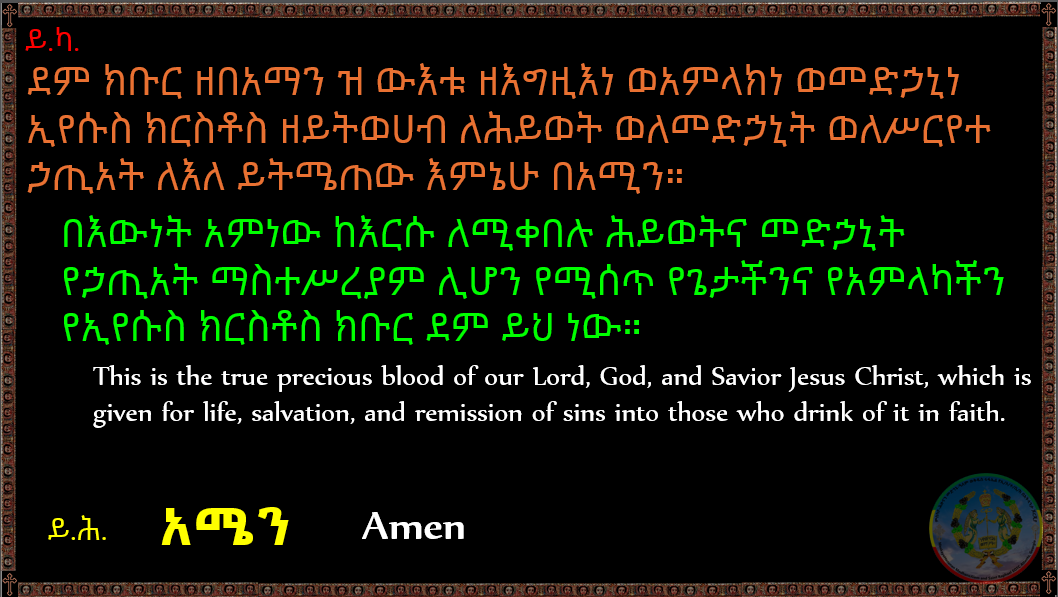 ይ.ካ.
ደም ክቡር ዘበአማን ዝ ውእቱ ዘእግዚእነ ወአምላክነ ወመድኃኒነ
ኢየሱስ ክርስቶስ ዘይትወሀብ ለሕይወት ወለመድኃኒት ወለሥርየተ
ኃጢአት ለእለ ይትሜጠው እምኔሁ በአሚን።
በእውነት አምነው ከእርሱ ለሚቀበሉ ሕይወትና መድኃኒት
የኃጢአት ማስተሥረያም ሊሆን የሚሰጥ የጌታችንና የአምላካችን
የኢየሱስ ክርስቶስ ክቡር ደም ይህ ነው።
This is the true precious blood of our Lord, God, and Savior Jesus Christ, which is
given for life, salvation, and remission of sins into those who drink of it in faith.
ይ.ሕ. አሜን Amen